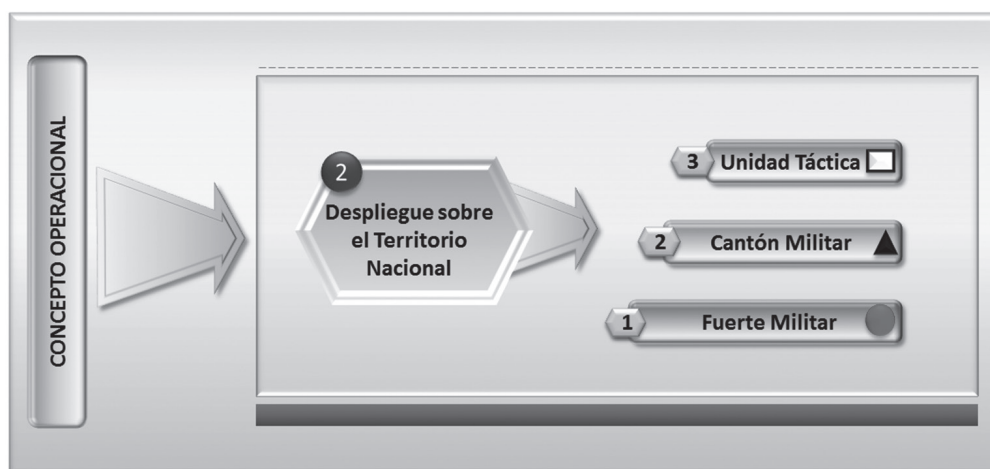 CONCEPTO OPERACIONAL
2
Despliegue sobre
el Territorio
Nacional
3 Unidad Táctica
2 Cantón Militar
1 Fuerte Militar